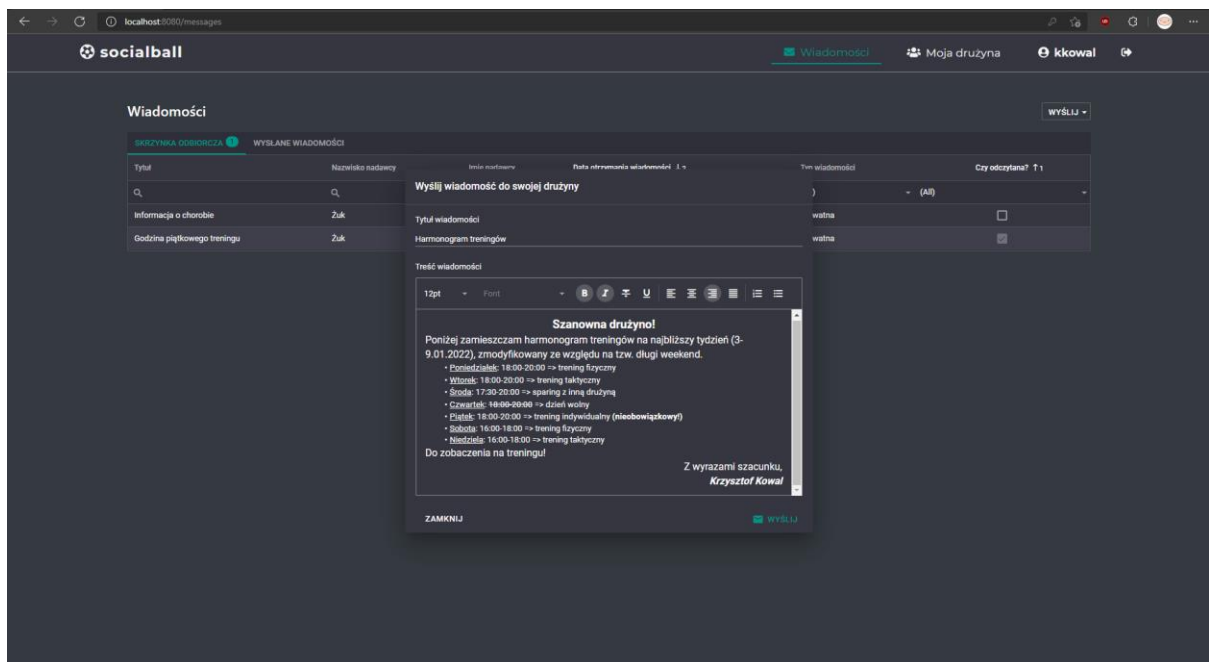 localhost:8080/messages
socialball
Wiadomości
Moja drużyna
kkowal
Wiadomości
WYŚLIJ
SKRZYNKA ODBIORCZA 1
WYSŁANE WIADOMOŚCI
Tytuł
Nazwisko nadawcy
Imię nadawcy
Data otrzymania wiadomości
Typ wiadomości
Czy odczytana? 1
(All)
Informacja o chorobie
Żuk
watna
Godzina piątkowego treningu
Żuk
watna
Wyślij wiadomość do swojej drużyny
Tytuł wiadomości
Harmonogram treningów
Treść wiadomości
12pt
Font
B I T U
Szanowna drużyno!
Poniżej zamieszczam harmonogram treningów na najbliższy tydzień (3-
9.01.2022), zmodyfikowany ze względu na tzw. długi weekend.
• Poniedziałek: 18:00-20:00 => trening fizyczny
• Wtorek: 18:00-20:00 => trening taktyczny
• Środa: 17:30-20:00 => sparing z inną drużyną
• Czwartek: 18:00-20:00 => dzień wolny
• Piątek: 18:00-20:00 => trening indywidualny (nieobowiązkowy!)
• Sobota: 16:00-18:00 => trening fizyczny
• Niedziela: 16:00-18:00 => trening taktyczny
Do zobaczenia na treningu!
Z wyrazami szacunku,
Krzysztof Kowal
ZAMKNIJ
WYŚLIJ